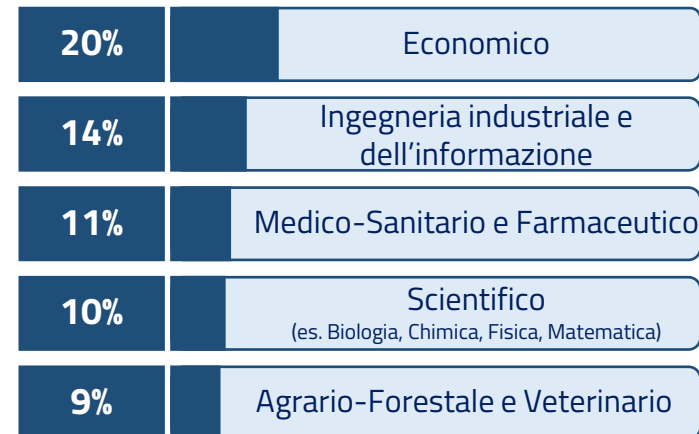 20%
Economico
14%
Ingegneria industriale e
dell’informazione
11%
Medico-Sanitario e Farmaceutico
10%
Scientifico
(es. Biologia, Chimica, Fisica, Matematica)
9%
Agrario-Forestale e Veterinario